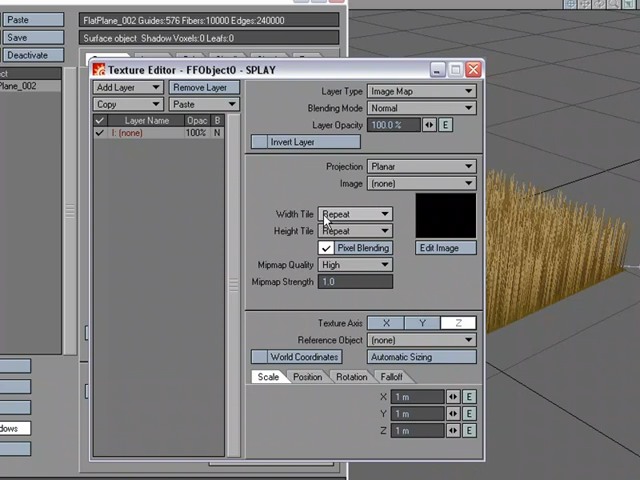 Paste
FlatPlane_002 Guides:576 Fibers:10000 Edges:240000
Save
Surface object Shadow Voxels:0 Leafs:0
Deactivate
Texture Editor - FFObject0 - SPLAY
Plane_002
Add Layer
Remove Layer
Copy
Paste
Layer Name
Opac
B
I: (none)
100%
N
Layer Type
Image Map
Blending Mode
Normal
Layer Opacity
100.0 %
E
Invert Layer
Projection
Planar
Image
(none)
Width Tile
Repeat
Height Tile
Repeat
Pixel Blending
Edit Image
Mipmap Quality
High
Mipmap Strength
1.0
Texture Axis
X
Y
Z
Reference Object
(none)
World Coordinates
Automatic Sizing
Scale
Position
Rotation
Falloff
X
1 m
E
Y
1 m
E
Z
1 m
E